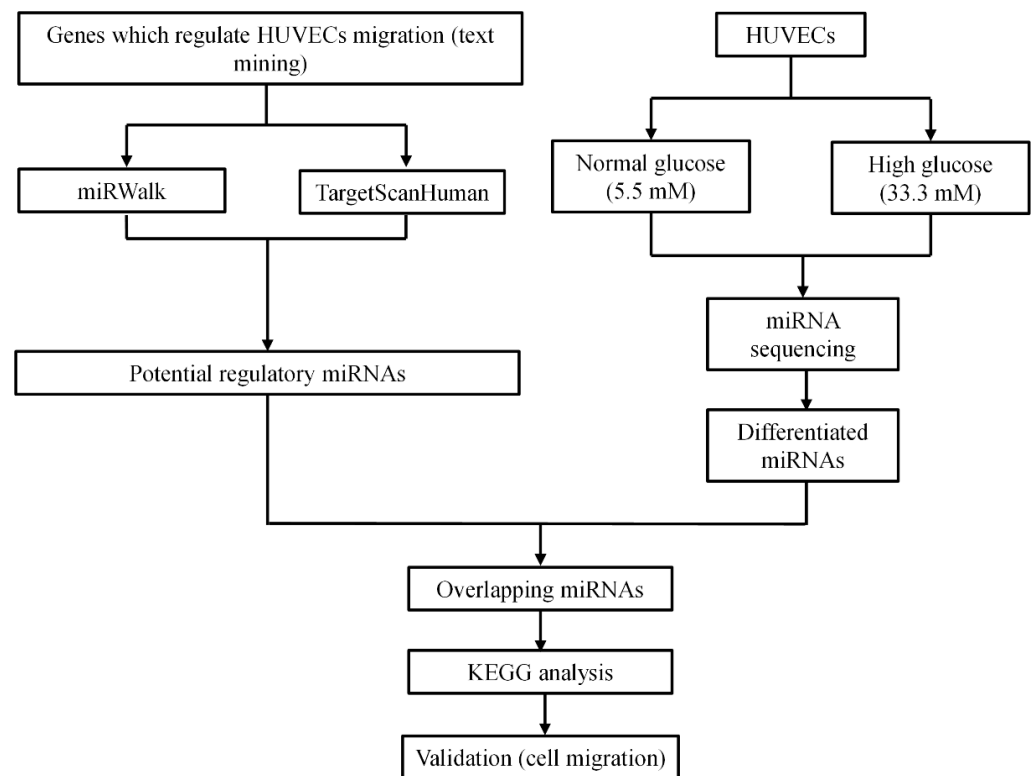 Genes which regulate HUVECs migration (text
mining)
HUVECs
miRWalk
TargetScanHuman
Normal glucose
(5.5 mM)
High glucose
(33.3 mM)
miRNA
sequencing
Potential regulatory miRNAs
Differentiated
miRNAs
Overlapping miRNAs
KEGG analysis
Validation (cell migration)